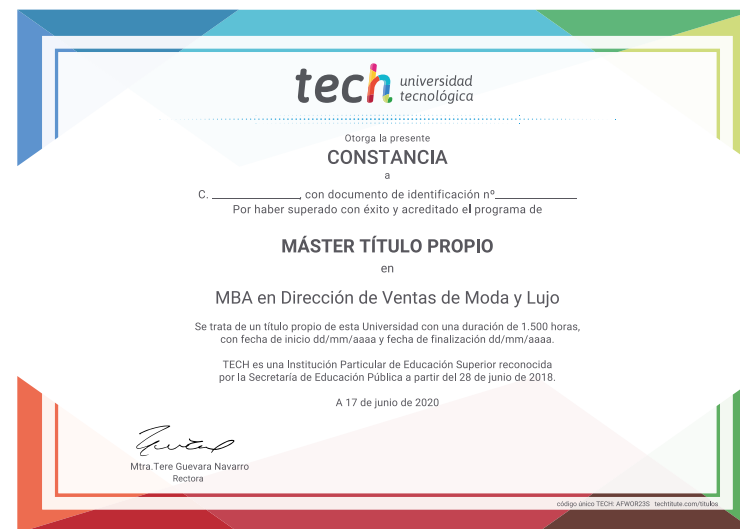 tech universidad
tecnológica
Otorga la presente
CONSTANCIA
a
C. ________________, con documento de identificación nº______________
Por haber superado con éxito y acreditado el programa de
MÁSTER TÍTULO PROPIO
en
MBA en Dirección de Ventas de Moda y Lujo
Se trata de un título propio de esta Universidad con una duración de 1.500 horas,
con fecha de inicio dd/mm/aaaa y fecha de finalización dd/mm/aaaa.
TECH es una Institución Particular de Educación Superior reconocida
por la Secretaría de Educación Pública a partir del 28 de junio de 2018.
A 17 de junio de 2020
Mtra.Tere Guevara Navarro
Rectora
código único TECH: AFWOR23S techtitute.com/titulos